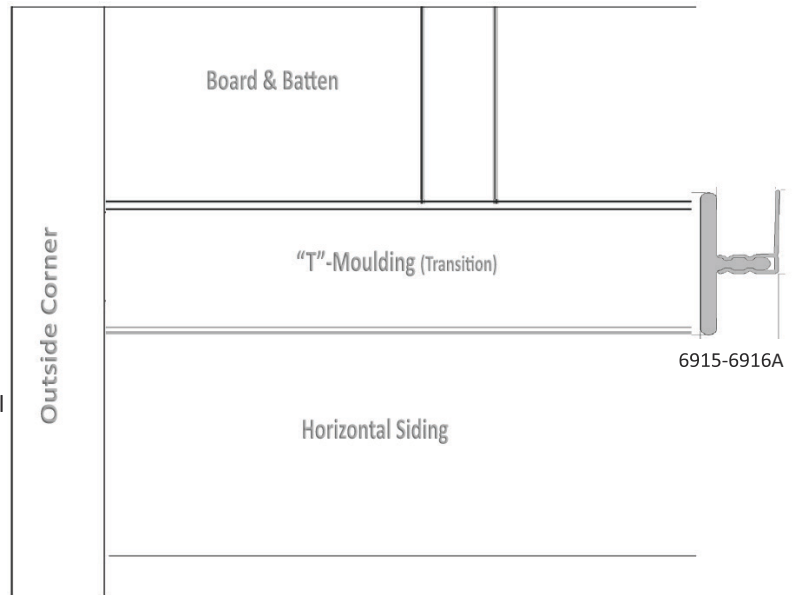 Board & Batten
"T"-Moulding (Transition)
6915-6916A
Outside Corner
Horizontal Siding